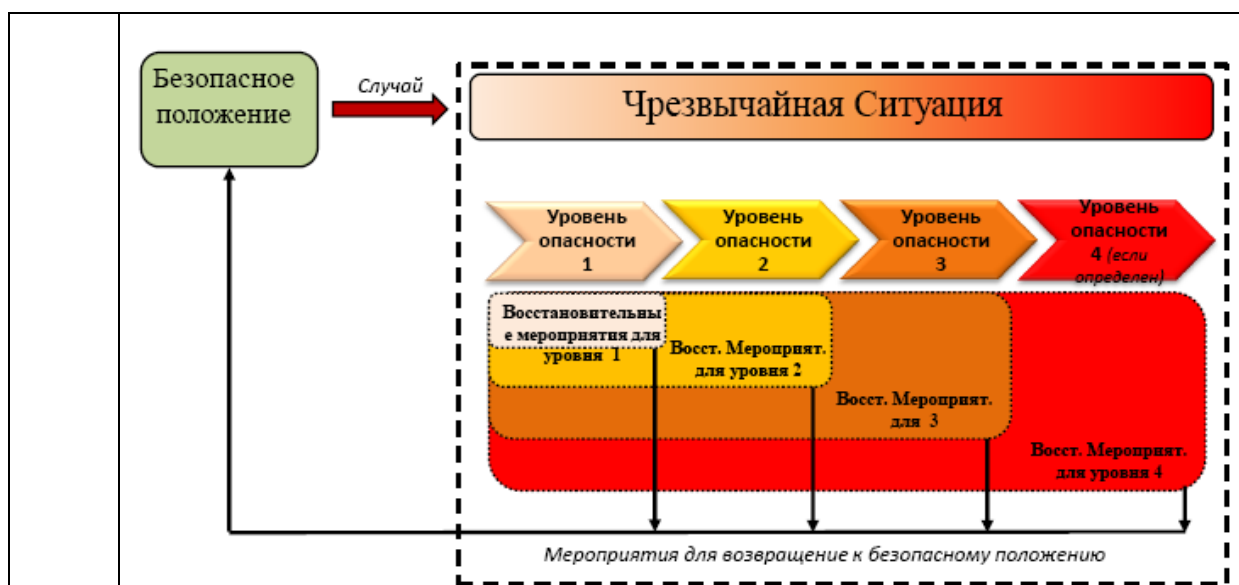 Безопасное
положение
Случай
Чрезвычайная Ситуация
Уровень
опасности
1
Уровень
опасности
2
Уровень
опасности
3
Уровень
опасности
4 (если
определен)
Восстановительны
е мероприятия для
уровня 1
Восст. Мероприят.
для уровня 2
Восст. Мероприят.
для 3
Восст. Мероприят.
для уровня 4
Мероприятия для возвращение к безопасному положению